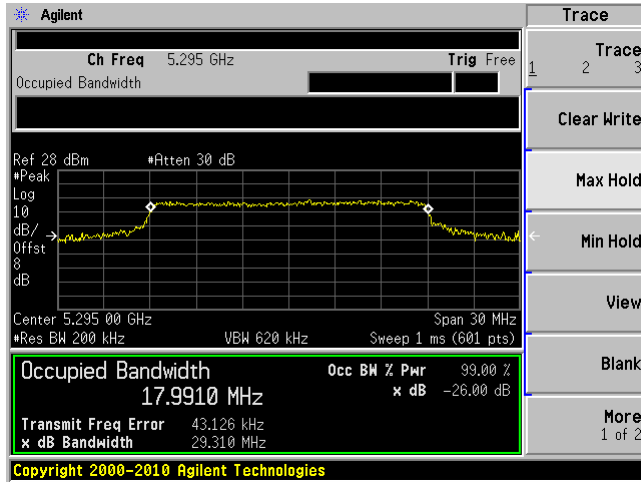 Agilent
Trace
Ch Freq 5.295 GHz Trig Free
Occupied Bandwidth
Trace
1 2 3
Clear Write
Max Hold
Min Hold
View
Blank
More
1 of 2
Ref 28 dBm #Atten 30 dB
#Peak
Log
10
dB/
Offst
8
dB
Center 5.295 00 GHz Span 30 MHz
#Res BW 200 kHz VBW 620 kHz Sweep 1 ms (601 pts)
Occupied Bandwidth Occ BW % Pwr 99.00 %
17.9910 MHz x dB -26.00 dB
Transmit Freq Error 43.126 kHz
x dB Bandwidth 29.310 MHz
Copyright 2000-2010 Agilent Technologies